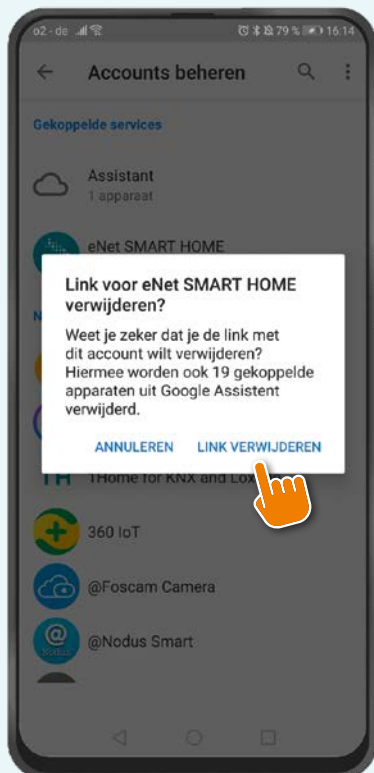 o2 - de 79 % 16:14
Accounts beheren
Gekoppelde services
Assistant
1 apparaat
eNet SMART HOME
Link voor eNet SMART HOME
verwijderen?
Weet je zeker dat je de link met
dit account wilt verwijderen?
Hiermee worden ook 19 gekoppelde
apparaten uit Google Assistent
verwijderd.
ANNULEREN LINK VERWIJDEREN
1Home for KNX and Lox
360 IoT
@Foscam Camera
@Nodus Smart